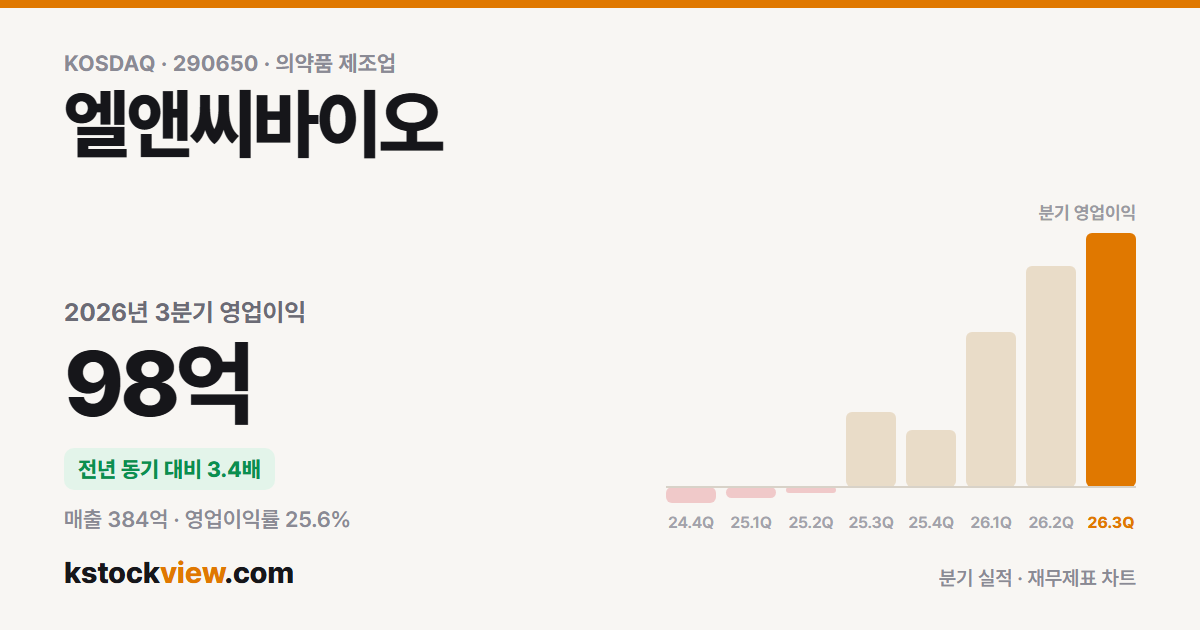 KOSDAQ · 290650 · 의약품 제조업
엘앤씨바이오
분기 영업이익
2026년 3분기 영업이익
98억
전년 동기 대비 3.4배
매출 384억 · 영업이익률 25.6%
24.4Q 25.1Q 25.2Q 25.3Q 25.4Q 26.1Q 26.2Q 26.3Q
kstockview.com
분기 실적 · 재무제표 차트